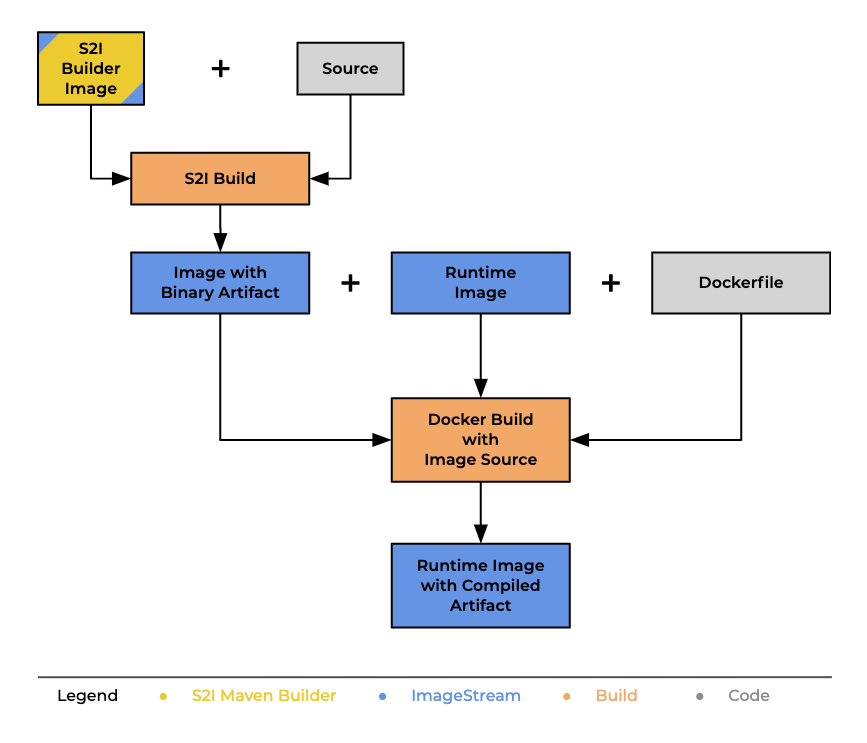 S2I
Builder
Image
+
Source
S2I Build
Image with
Binary Artifact
+
Runtime
Image
+
Dockerfile
Docker Build
with
Image Source
Runtime Image
with Compiled
Artifact
Legend
S2I Maven Builder
ImageStream
Build
Code